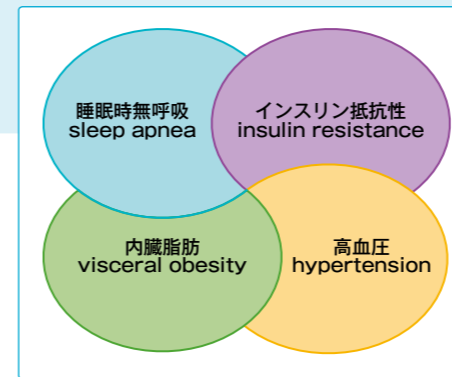 睡眠時無呼吸
sleep apnea
インスリン抵抗性
insulin resistance
内臓脂肪
visceral obesity
高血圧
hypertension